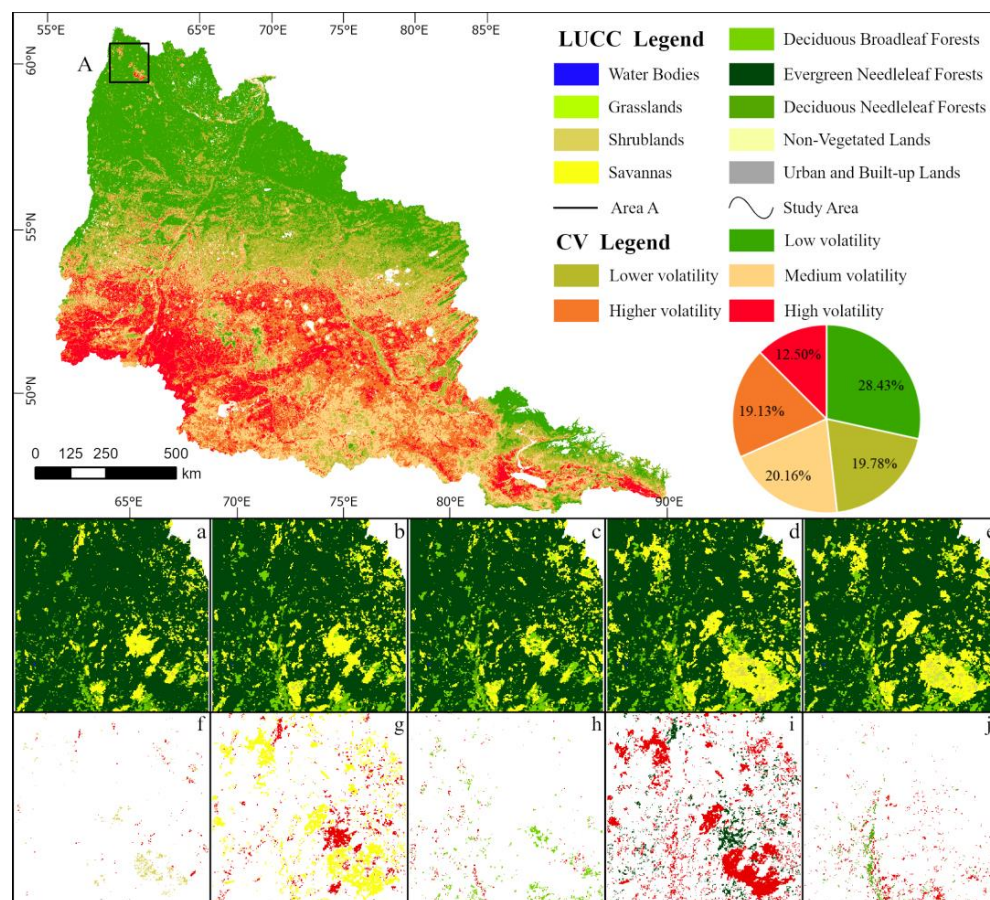 55°E 65°E 70°E 75°E 80°E 85°E
60°N
55°N
50°N
A
LUCC Legend
Water Bodies
Grasslands
Shrublands
Savannas
Area A
CV Legend
Lower volatility
Higher volatility
Deciduous Broadleaf Forests
Evergreen Needleleaf Forests
Deciduous Needleleaf Forests
Non-Vegetated Lands
Urban and Built-up Lands
Study Area
Low volatility
Medium volatility
High volatility
12.50%
28.43%
19.13%
19.78%
20.16%
0 125 250 500
km
65°E 70°E 75°E 80°E 90°E
a b c d e
f g h i j